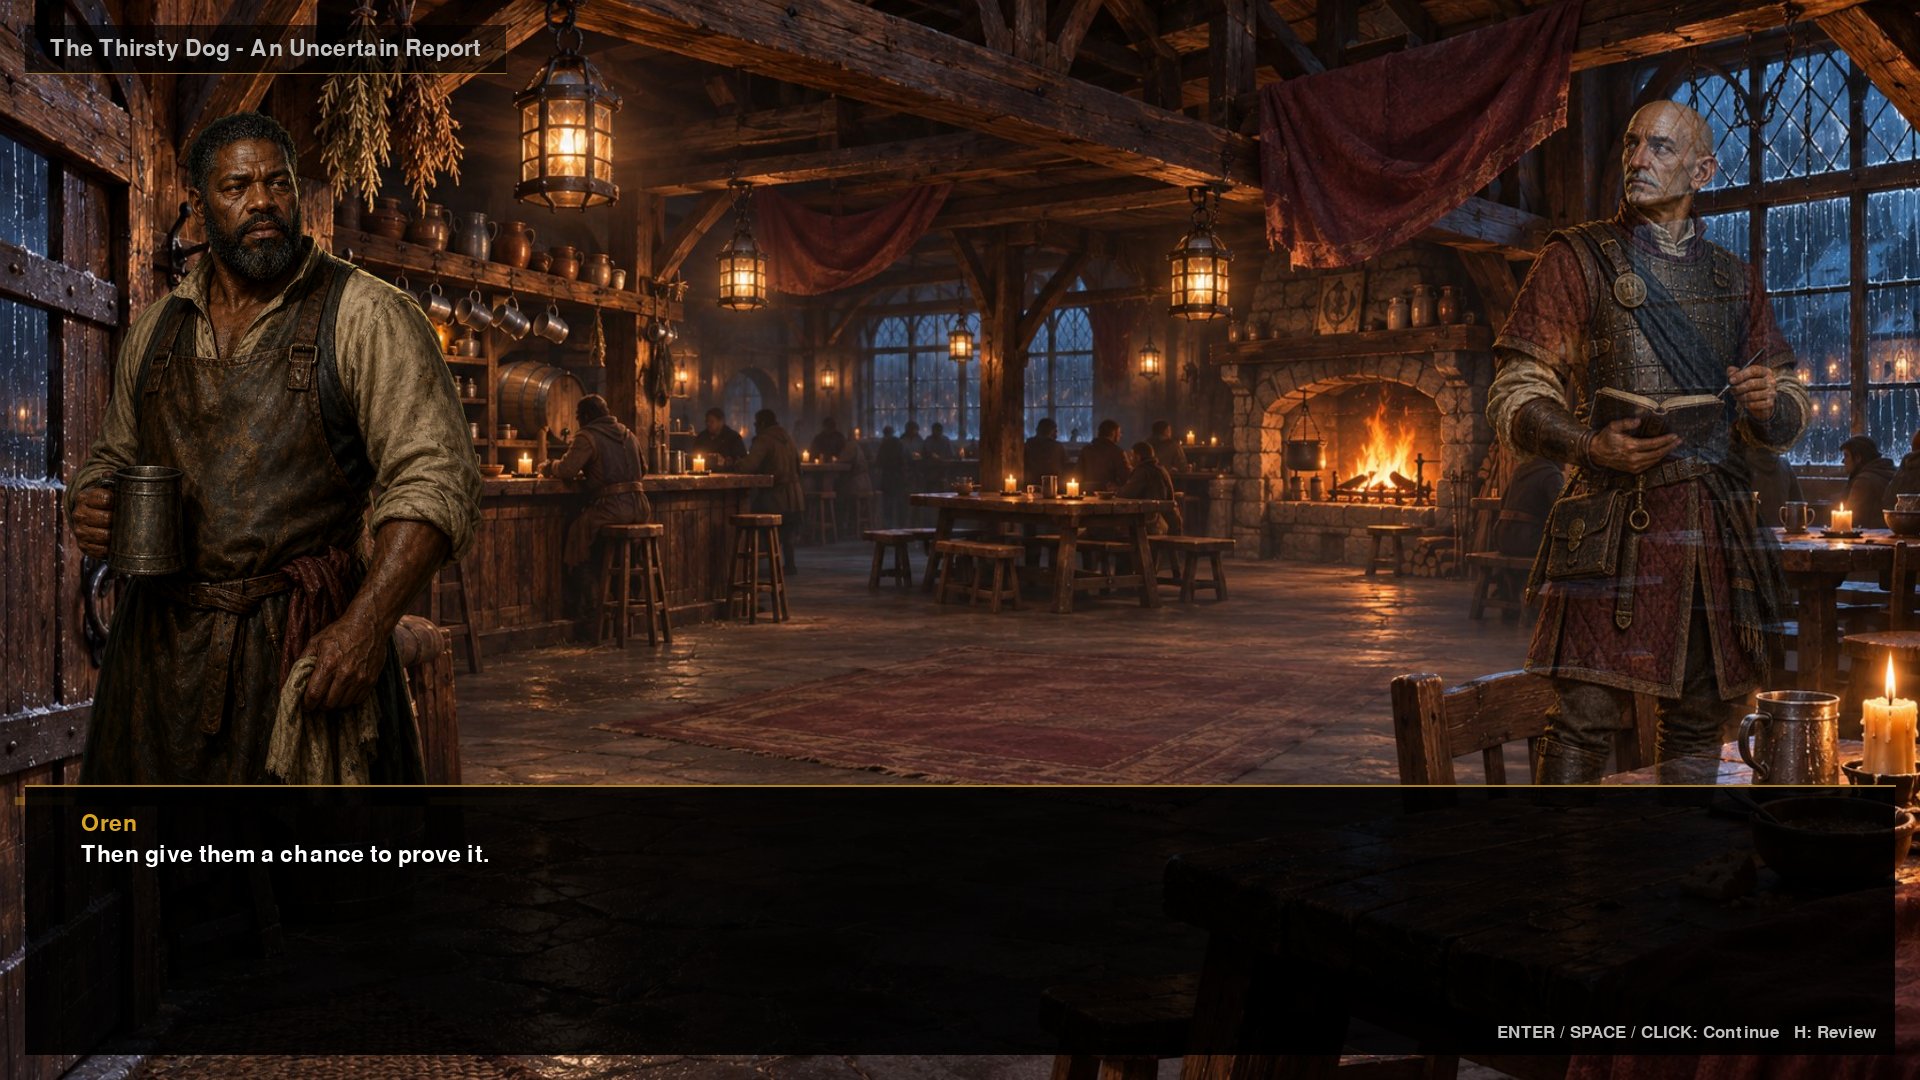 The Thirsty Dog - An Uncertain Report
Oren
Then give them a chance to prove it.
ENTER / SPACE / CLICK: Continue H: Review